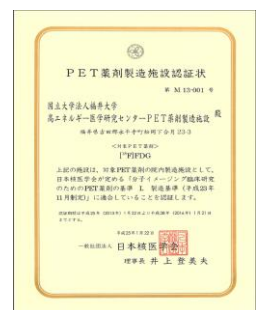 PET薬剤製造施設認証状
第 M 13-001 号
国立大学法人福井大学
高エネルギー医学研究センターPET薬剤製造施設 殿
福井県吉田郡永平寺町松岡下合月 23-3
＜対象PET薬剤＞
[¹⁸F]FDG
上記の施設は、対象PET薬剤の院内製造施設として、
日本核医学会が定める「分子イメージング臨床研究
のためのPET薬剤の基準 I. 製造基準（平成23年
11月制定）」に適合していることを認証します。
平成25年1月22日
一般社団法人 日本核医学会
理事長 井上登美夫